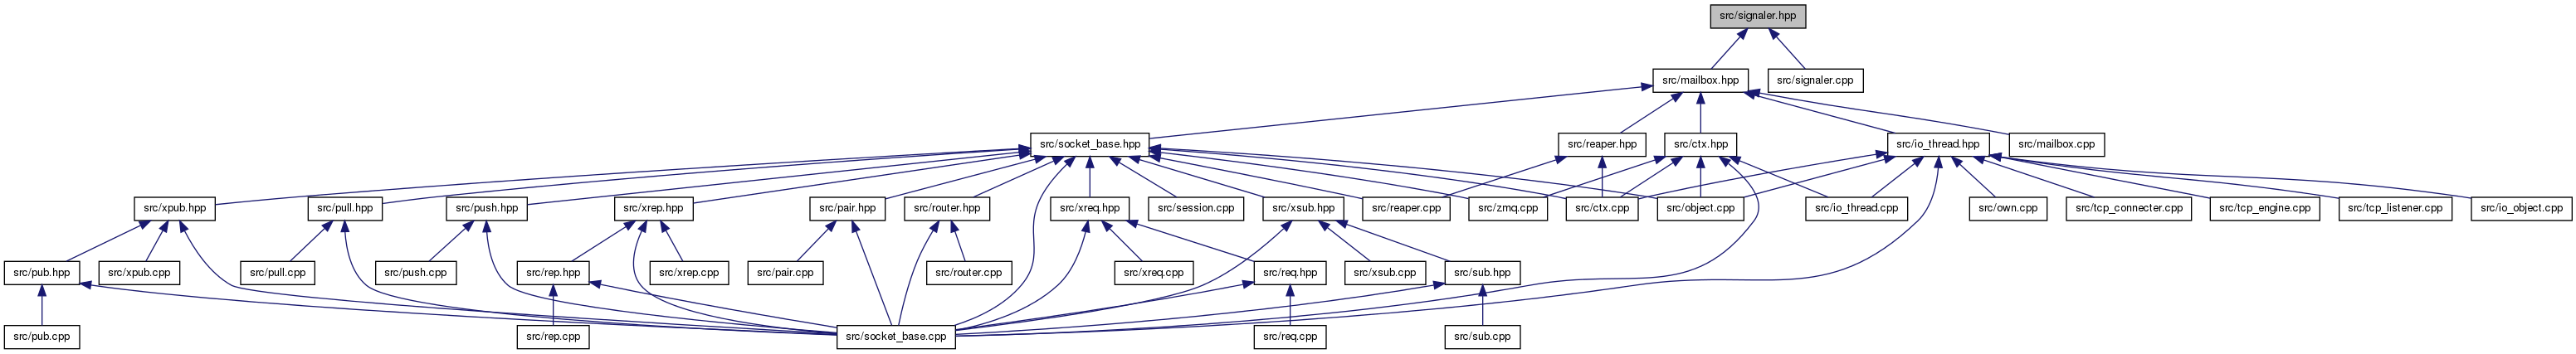 src/signaler.hpp
src/mailbox.hpp
src/signaler.cpp
src/socket_base.hpp
src/reaper.hpp
src/ctx.hpp
src/io_thread.hpp
src/mailbox.cpp
src/xpub.hpp
src/pull.hpp
src/push.hpp
src/xrep.hpp
src/pair.hpp
src/router.hpp
src/xreq.hpp
src/session.cpp
src/xsub.hpp
src/reaper.cpp
src/zmq.cpp
src/ctx.cpp
src/object.cpp
src/io_thread.cpp
src/own.cpp
src/tcp_connecter.cpp
src/tcp_engine.cpp
src/tcp_listener.cpp
src/io_object.cpp
src/pub.hpp
src/xpub.cpp
src/pull.cpp
src/push.cpp
src/rep.hpp
src/xrep.cpp
src/pair.cpp
src/router.cpp
src/xreq.cpp
src/req.hpp
src/xsub.cpp
src/sub.hpp
src/pub.cpp
src/rep.cpp
src/socket_base.cpp
src/req.cpp
src/sub.cpp